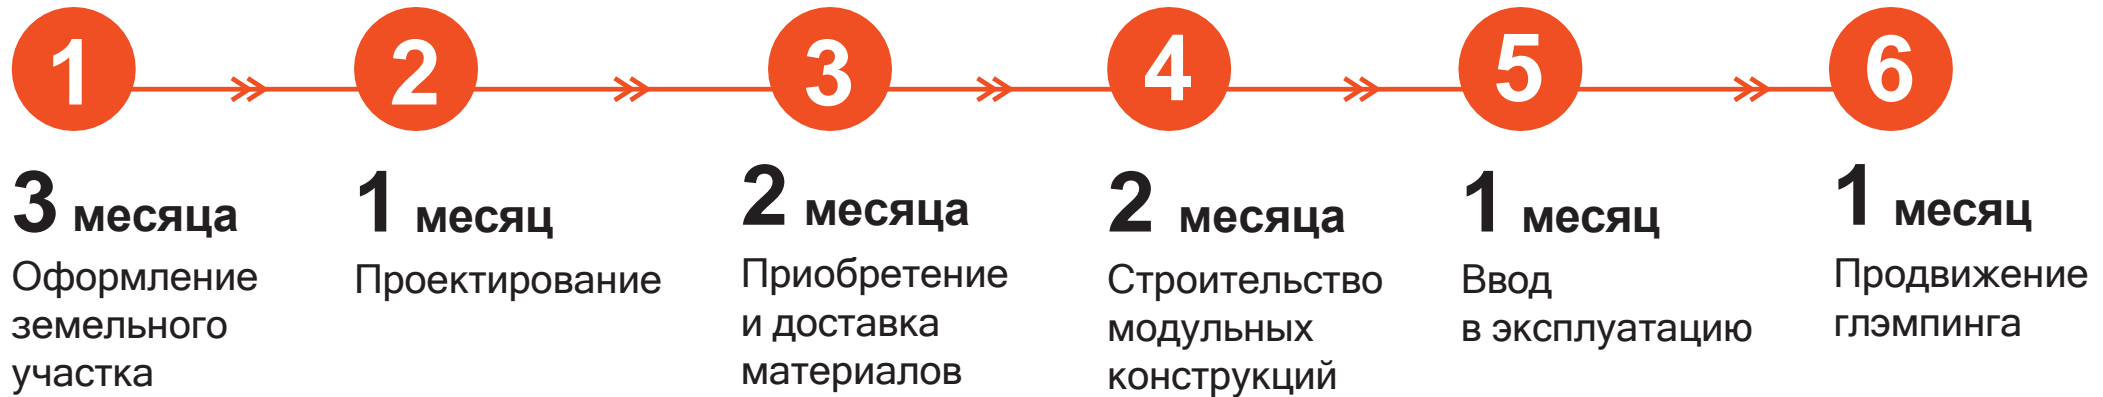 1
2
3
4
5
6
3 месяца
Оформление
земельного
участка
1 месяц
Проектирование
2 месяца
Приобретение
и доставка
материалов
2 месяца
Строительство
модульных
конструкций
1 месяц
Ввод
в эксплуатацию
1 месяц
Продвижение
глэмпинга